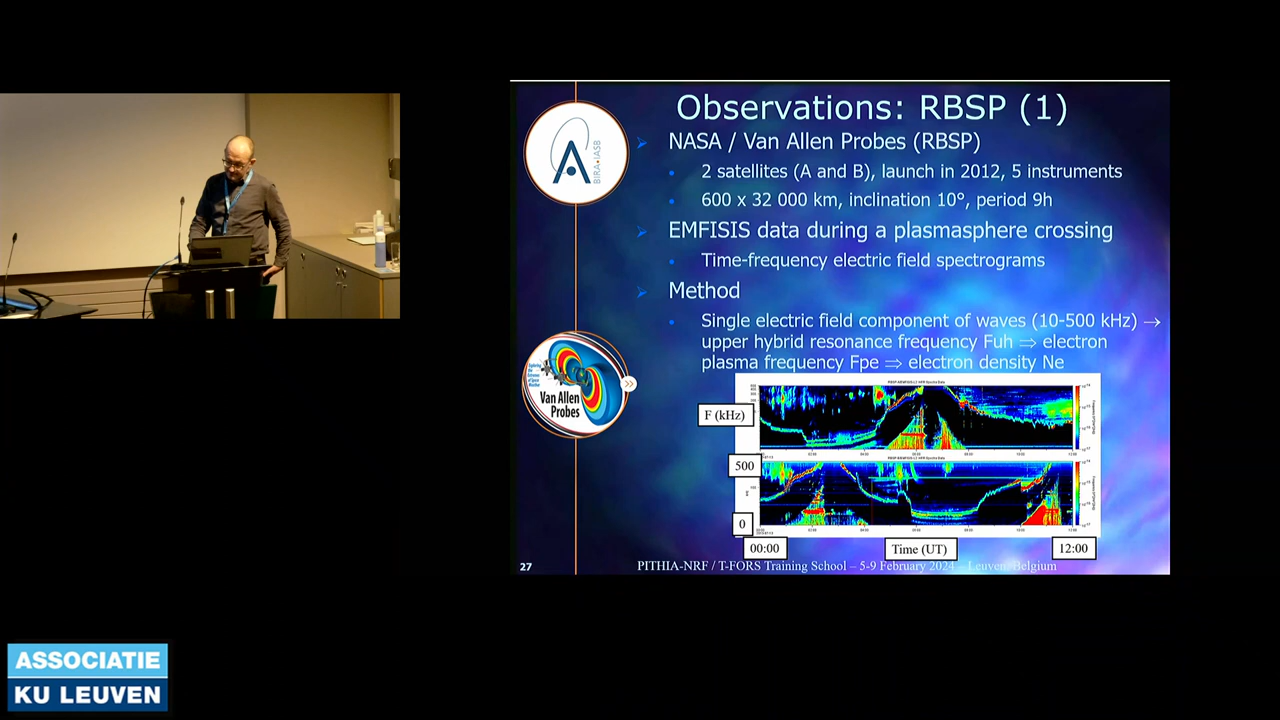 Observations: RBSP (1)
NASA / Van Allen Probes (RBSP)
2 satellites (A and B), launch in 2012, 5 instruments
600 x 32 000 km, inclination 10°, period 9h
EMFISIS data during a plasmasphere crossing
Time-frequency electric field spectrograms
Method
Single electric field component of waves (10-500 kHz) →
upper hybrid resonance frequency Fuh ⇒ electron
plasma frequency Fpe ⇒ electron density Ne
BIRA•IASB
Van Allen
Probes
F (kHz)
500
0
00:00
Time (UT)
12:00
27
PITHIA-NRF / T-FORS Training School – 5-9 February 2024 – Leuven, Belgium
ASSOCIATIE
KU LEUVEN